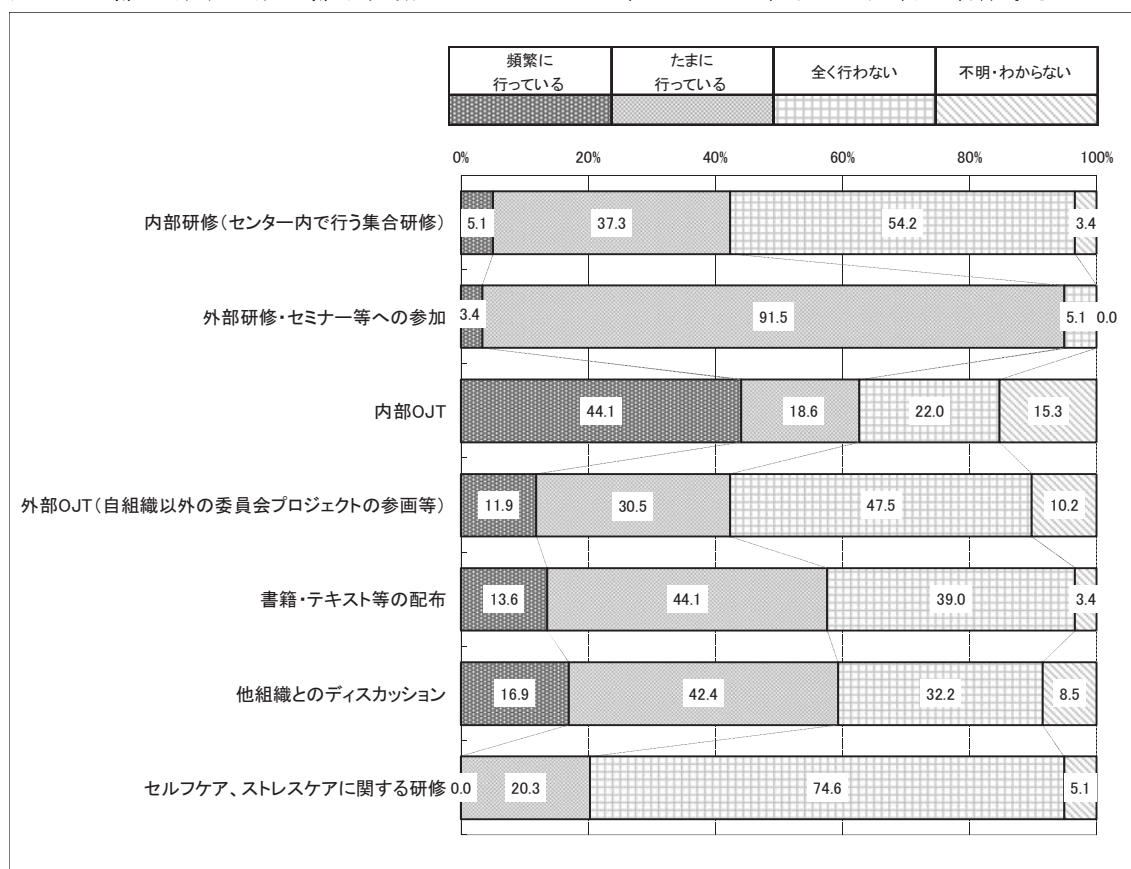 頻繁に
行っている
たまに
行っている
全く行わない
不明・わからない
0% 20% 40% 60% 80% 100%
内部研修(センター内で行う集合研修) 5.1 37.3 54.2 3.4
外部研修・セミナー等への参加 3.4 91.5 5.1 0.0
内部OJT 44.1 18.6 22.0 15.3
外部OJT(自組織以外の委員会プロジェクトの参画等) 11.9 30.5 47.5 10.2
書籍・テキスト等の配布 13.6 44.1 39.0 3.4
他組織とのディスカッション 16.9 42.4 32.2 8.5
セルフケア、ストレスケアに関する研修 0.0 20.3 74.6 5.1